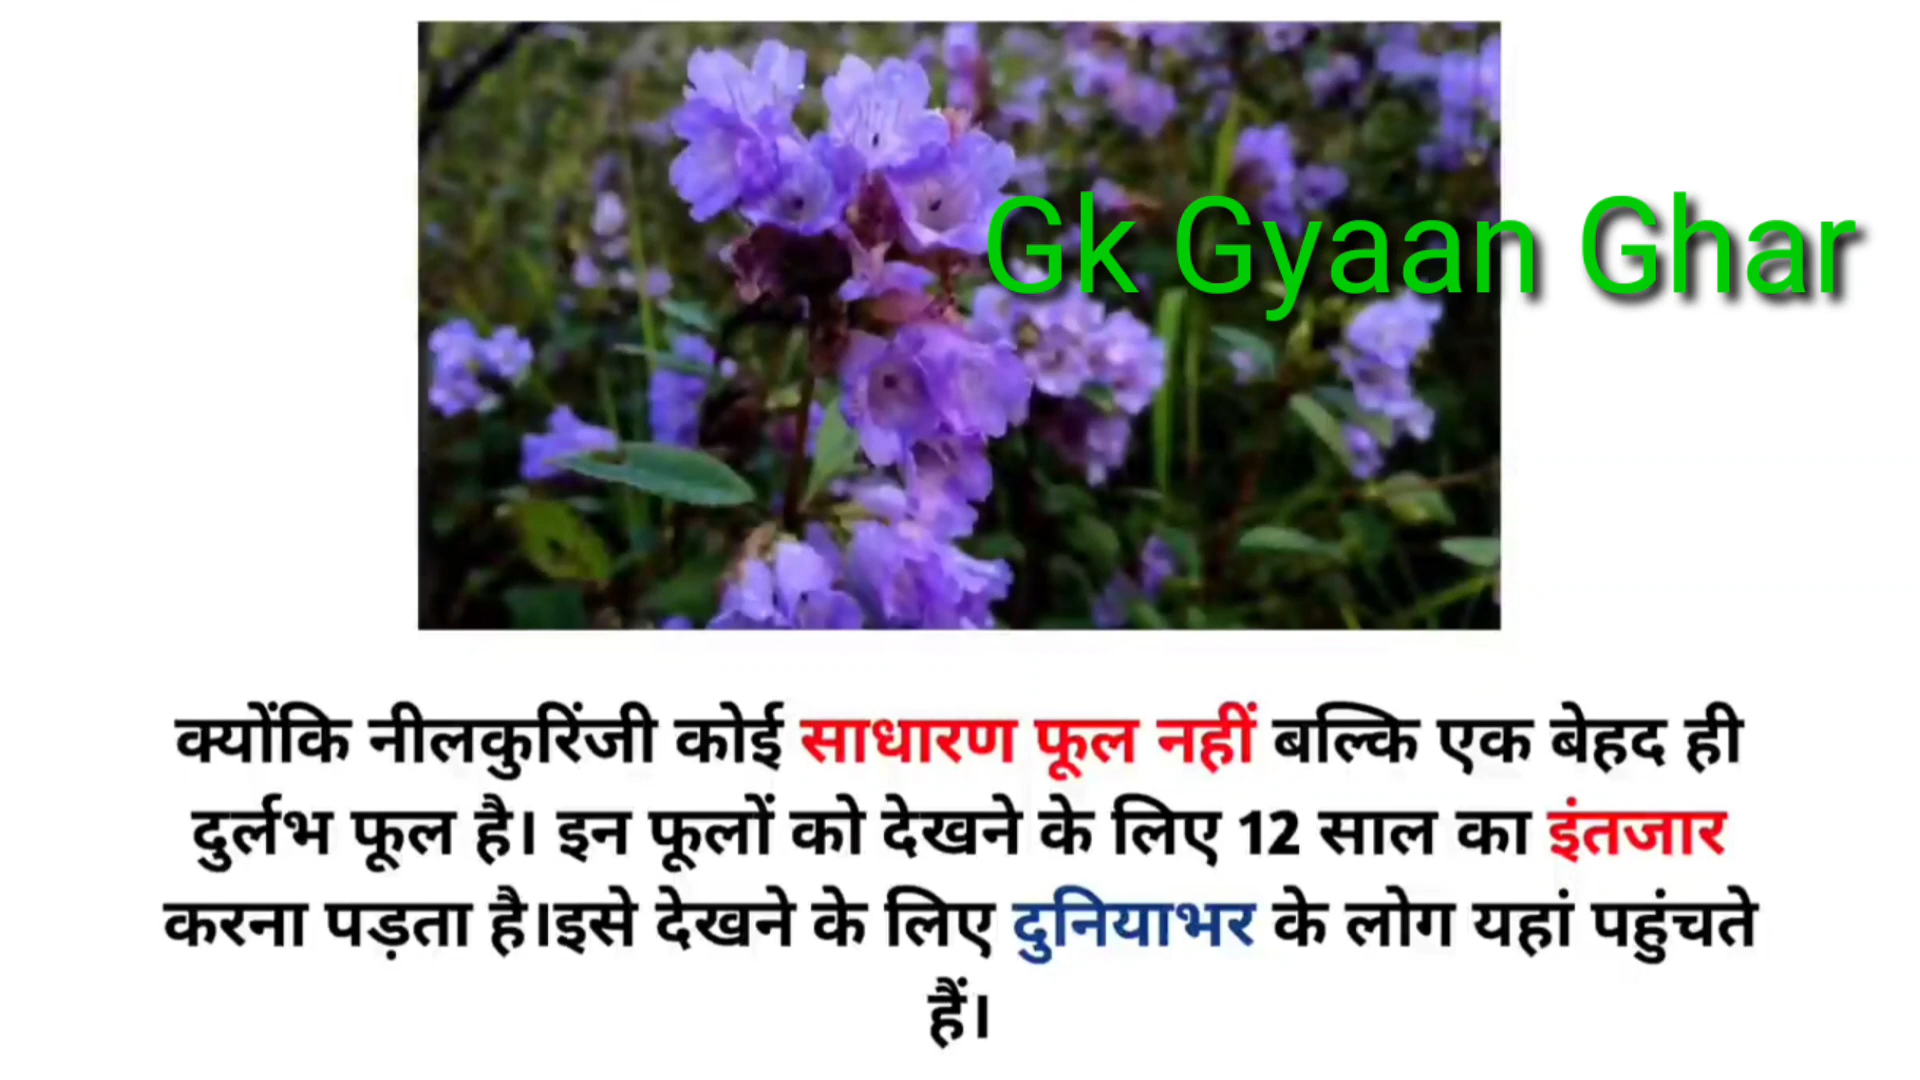 Gk Gyaan Ghar
क्योंकि नीलकुरिंजी कोई साधारण फूल नहीं बल्कि एक बेहद ही
दुर्लभ फूल है। इन फूलों को देखने के लिए 12 साल का इंतजार
करना पड़ता है।इसे देखने के लिए दुनियाभर के लोग यहां पहुंचते
हैं।